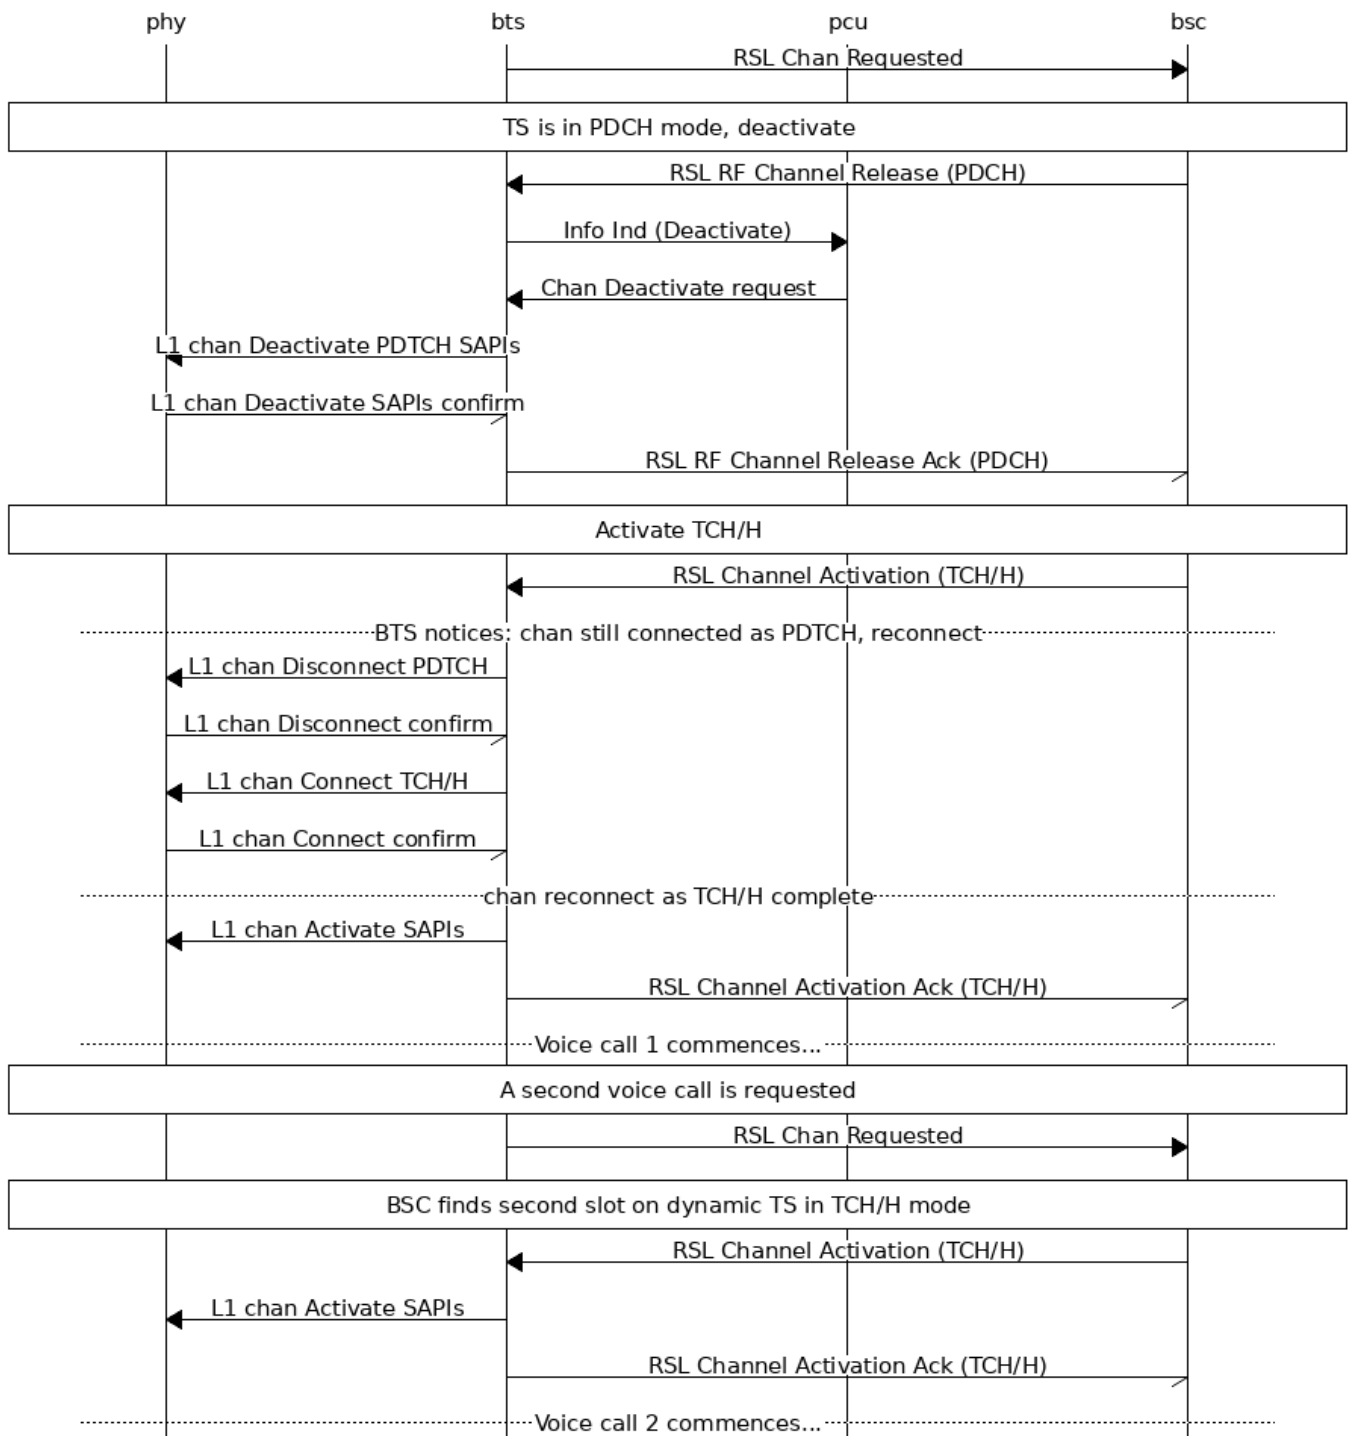 phy bts pcu bsc
RSL Chan Requested
TS is in PDCH mode, deactivate
RSL RF Channel Release (PDCH)
Info Ind (Deactivate)
Chan Deactivate request
L1 chan Deactivate PDTCH SAPIs
L1 chan Deactivate SAPIs confirm
RSL RF Channel Release Ack (PDCH)
Activate TCH/H
RSL Channel Activation (TCH/H)
BTS notices: chan still connected as PDTCH, reconnect
L1 chan Disconnect PDTCH
L1 chan Disconnect confirm
L1 chan Connect TCH/H
L1 chan Connect confirm
chan reconnect as TCH/H complete
L1 chan Activate SAPIs
RSL Channel Activation Ack (TCH/H)
Voice call 1 commences...
A second voice call is requested
RSL Chan Requested
BSC finds second slot on dynamic TS in TCH/H mode
RSL Channel Activation (TCH/H)
L1 chan Activate SAPIs
RSL Channel Activation Ack (TCH/H)
Voice call 2 commences...